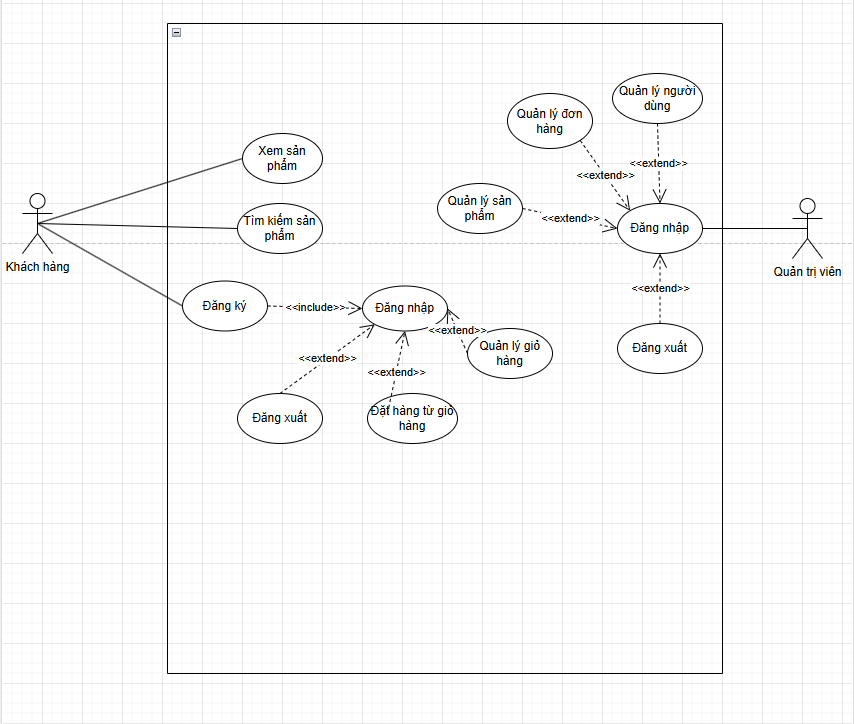 Quản lý người
dùng
Quản lý đơn
hàng
<<extend>>
<<extend>>
Quản lý sản
phẩm
<<extend>>
Đăng nhập
Quản trị viên
<<extend>>
Đăng xuất
Xem sản
phẩm
Tìm kiếm sản
phẩm
Khách hàng
Đăng ký
<<include>>
Đăng nhập
<<extend>>
Quản lý giỏ
hàng
<<extend>>
<<extend>>
Đăng xuất
Đặt hàng từ giỏ
hàng